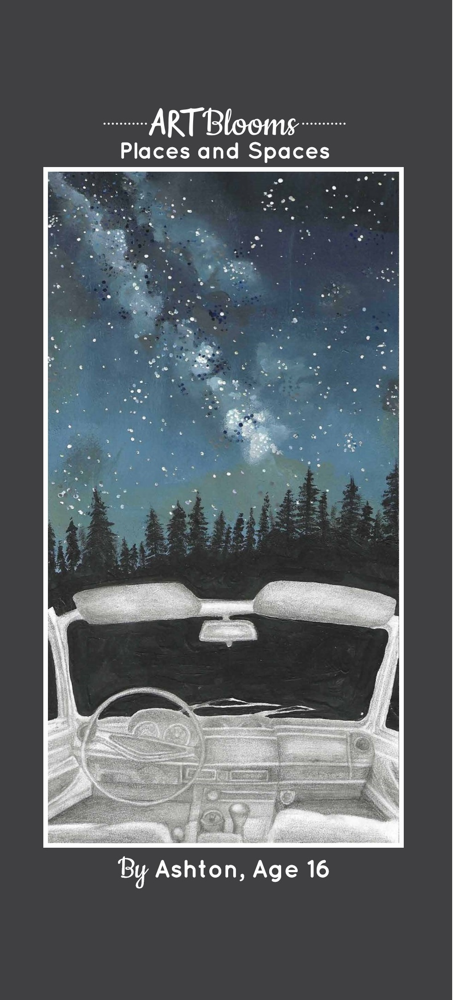 ART Blooms
Places and Spaces
By Ashton, Age 16